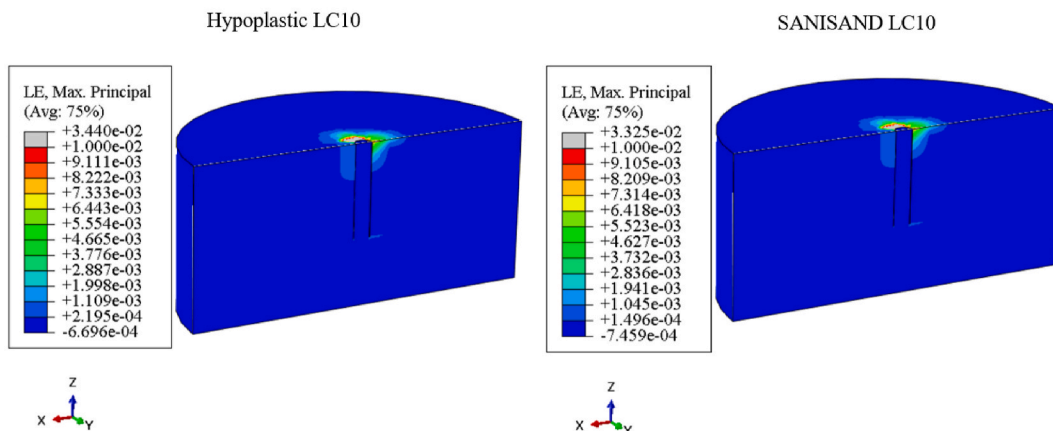 Hypoplastic LC10
LE, Max. Principal
(Avg: 75%)
+3.440e-02
+1.000e-02
+9.111e-03
+8.222e-03
+7.333e-03
+6.443e-03
+5.554e-03
+4.665e-03
+3.776e-03
+2.887e-03
+1.998e-03
+1.109e-03
+2.195e-04
-6.696e-04
Z
X
Y
SANISAND LC10
LE, Max. Principal
(Avg: 75%)
+3.325e-02
+1.000e-02
+9.105e-03
+8.209e-03
+7.314e-03
+6.418e-03
+5.523e-03
+4.627e-03
+3.732e-03
+2.836e-03
+1.941e-03
+1.045e-03
+1.496e-04
-7.459e-04
Z
X
Y